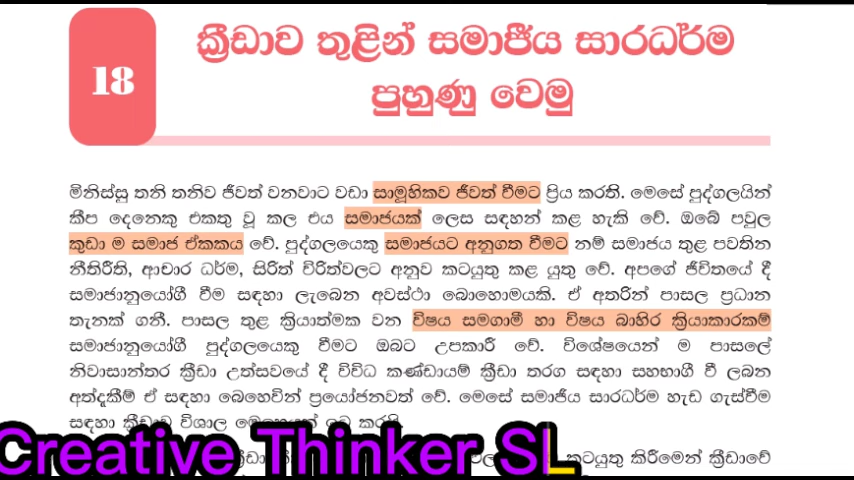 18
ක්‍රීඩාව තුළින් සමාජීය සාරධර්ම
පුහුණු වෙමු
මිනිස්සු තනි තනිව ජීවත් වනවාට වඩා සාමූහිකව ජීවත් වීමට ප්‍රිය කරති. මෙසේ පුද්ගලයින්
කීප දෙනෙකු එකතු වූ කල එය සමාජයක් ලෙස සඳහන් කළ හැකි වේ. ඔබේ පවුල
කුඩා ම සමාජ ඒකකය වේ. පුද්ගලයෙකු සමාජයට අනුගත වීමට නම් සමාජය තුළ පවතින
නීතිරීති, ආචාර ධර්ම, සිරිත් විරිත්වලට අනුව කටයුතු කළ යුතු වේ. අපගේ ජීවිතයේ දී
සමාජානුයෝගී වීම සඳහා ලැබෙන අවස්ථා බොහොමයකි. ඒ අතරින් පාසල ප්‍රධාන
තැනක් ගනී. පාසල තුළ ක්‍රියාත්මක වන විෂය සමගාමී හා විෂය බාහිර ක්‍රියාකාරකම්
සමාජානුයෝගී පුද්ගලයෙකු වීමට ඔබට උපකාරී වේ. විශේෂයෙන් ම පාසලේ
නිවාසාන්තර ක්‍රීඩා උත්සවයේ දී විවිධ කණ්ඩායම් ක්‍රීඩා තරග සඳහා සහභාගී වී ලබන
අත්දැකීම් ඒ සඳහා බෙහෙවින් ප්‍රයෝජනවත් වේ. මෙසේ සමාජීය සාරධර්ම හැඩ ගැස්වීම
සඳහා ක්‍රීඩාව විශාල
Creative Thinker SL
කටයුතු කිරීමෙන් ක්‍රීඩාවේ